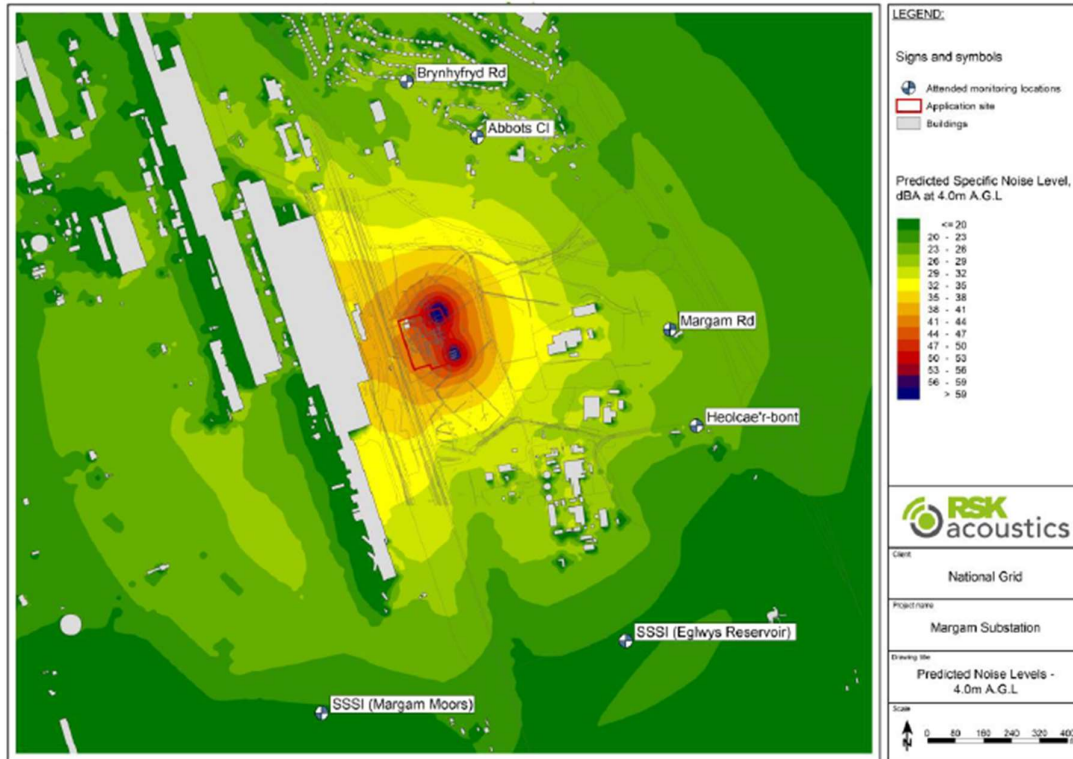 Brynhyfryd Rd
Abbots Cl
Margam Rd
Heolcae'r-bont
SSSI (Eglwys Reservoir)
SSSI (Margam Moors)
LEGEND:
Signs and symbols
Attended monitoring locations
Application site
Buildings
Predicted Specific Noise Level,
dBA at 4.0m A.G.L
<= 20
20 - 23
23 - 26
26 - 29
29 - 32
32 - 35
35 - 38
38 - 41
41 - 44
44 - 47
47 - 50
50 - 53
53 - 56
56 - 59
> 59
RSK
acoustics
Client
National Grid
Project name
Margam Substation
Drawing title
Predicted Noise Levels -
4.0m A.G.L
Scale
N
0 80 160 240 320 400